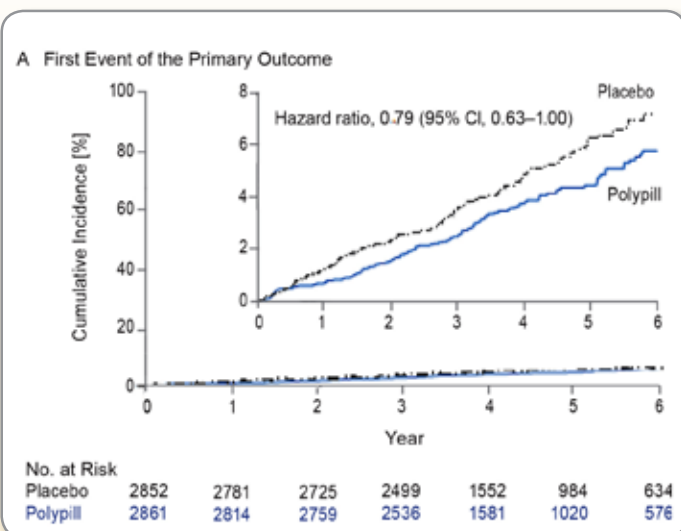 A First Event of the Primary Outcome
Cumulative Incidence [%]
100
80
60
40
20
0
8
6
4
2
0
Hazard ratio, 0.79 (95% CI, 0.63–1.00)
Placebo
Polypill
0 1 2 3 4 5 6
0 1 2 3 4 5 6
Year
No. at Risk
Placebo 2852 2781 2725 2499 1552 984 634
Polypill 2861 2814 2759 2536 1581 1020 576